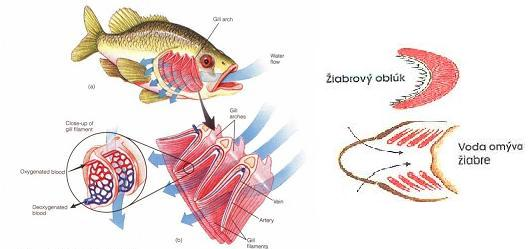 Gill arch
Water
flow
(a)
Close-up of
gill filament
Gill
arches
Oxygenated blood
Deoxygenated
blood
Vein
Artery
(b)
Gill
filaments
Žiabrový oblúk
Voda omýva
žiabre